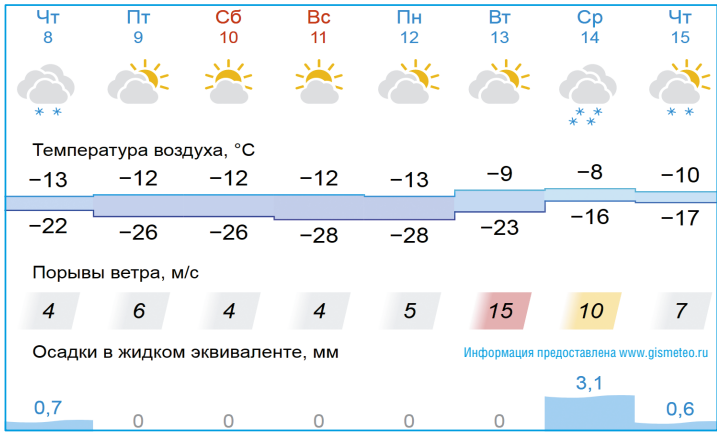 Чт Пт Сб Вс Пн Вт Ср Чт
8 9 10 11 12 13 14 15
Температура воздуха, °C
−13 −12 −12 −12 −13 −9 −8 −10
−22 −26 −26 −28 −28 −23 −16 −17
Порывы ветра, м/с
4 6 4 4 5 15 10 7
Осадки в жидком эквиваленте, мм
Информация предоставлена www.gismeteo.ru
0,7 0 0 0 0 0 3,1 0,6